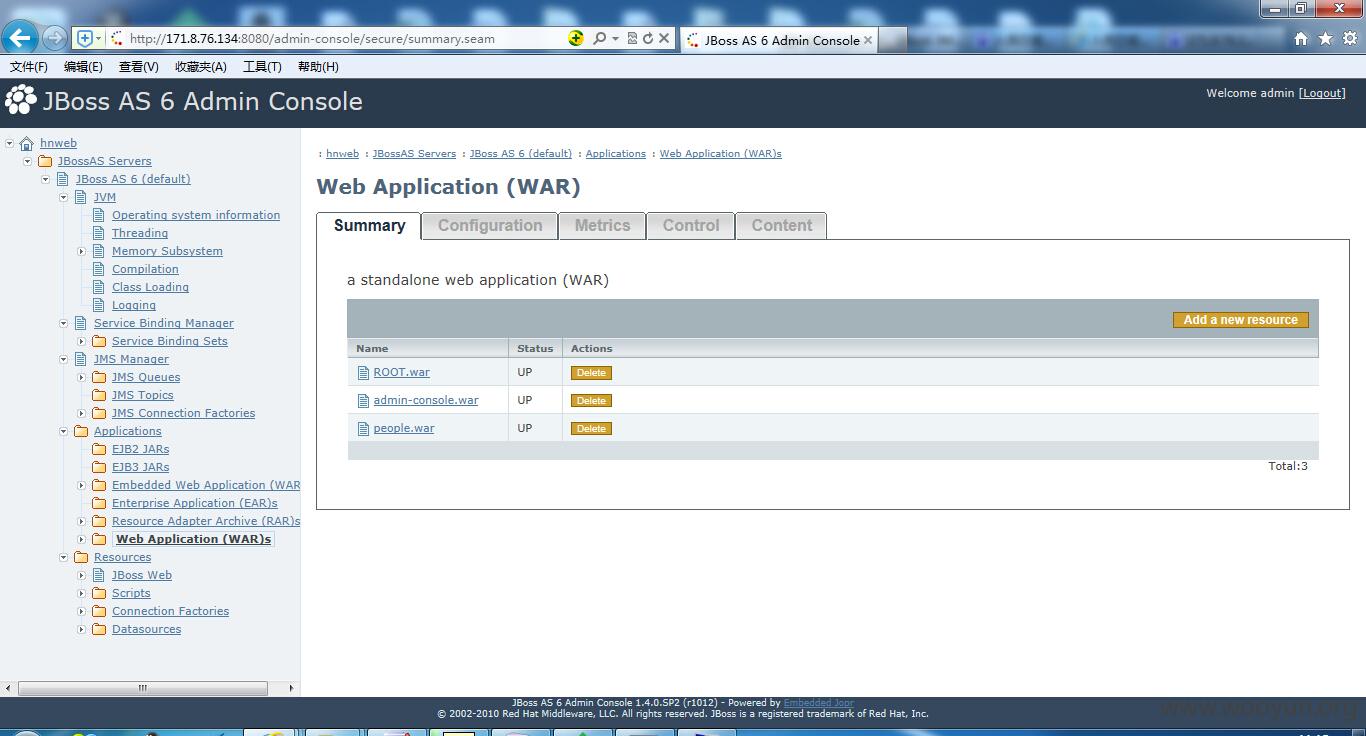 http://171.8.76.134:8080/admin-console/secure/summary.seam
JBoss AS 6 Admin Console
文件(F) 编辑(E) 查看(V) 收藏夹(A) 工具(T) 帮助(H)
JBoss AS 6 Admin Console
Welcome admin [Logout]
hnweb
JBossAS Servers
JBoss AS 6 (default)
JVM
Operating system information
Threading
Memory Subsystem
Compilation
Class Loading
Logging
Service Binding Manager
Service Binding Sets
JMS Manager
JMS Queues
JMS Topics
JMS Connection Factories
Applications
EJB2 JARs
EJB3 JARs
Embedded Web Application (WAR
Enterprise Application (EAR)s
Resource Adapter Archive (RAR)s
Web Application (WAR)s
Resources
JBoss Web
Scripts
Connection Factories
Datasources
: hnweb : JBossAS Servers : JBoss AS 6 (default) : Applications : Web Application (WAR)s
Web Application (WAR)
Summary Configuration Metrics Control Content
a standalone web application (WAR)
Add a new resource
Name Status Actions
ROOT.war UP Delete
admin-console.war UP Delete
people.war UP Delete
Total:3
JBoss AS 6 Admin Console 1.4.0.SP2 (r1012) - Powered by Embedded Jopr
© 2002-2010 Red Hat Middleware, LLC. All rights reserved. JBoss is a registered trademark of Red Hat, Inc.
www.wooyun.org